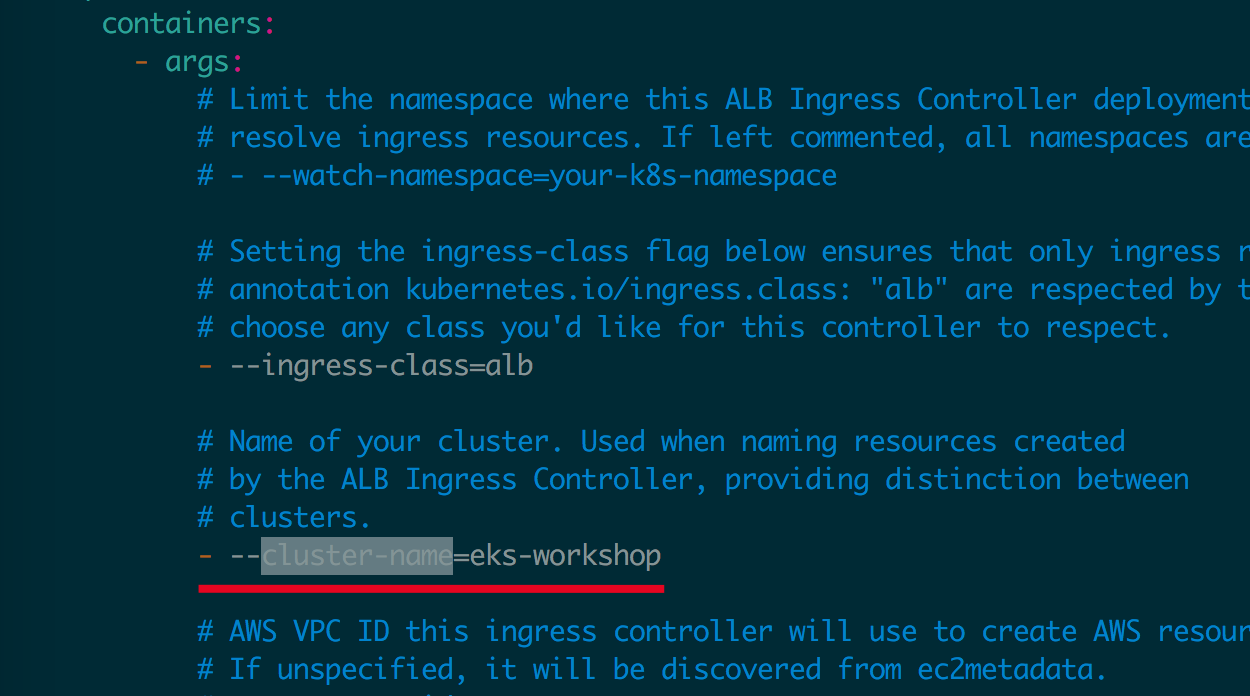 containers:
- args:
# Limit the namespace where this ALB Ingress Controller deployment
# resolve ingress resources. If left commented, all namespaces are
# - --watch-namespace=your-k8s-namespace
# Setting the ingress-class flag below ensures that only ingress r
# annotation kubernetes.io/ingress.class: "alb" are respected by t
# choose any class you'd like for this controller to respect.
- --ingress-class=alb
# Name of your cluster. Used when naming resources created
# by the ALB Ingress Controller, providing distinction between
# clusters.
- --cluster-name=eks-workshop
# AWS VPC ID this ingress controller will use to create AWS resour
# If unspecified, it will be discovered from ec2metadata.